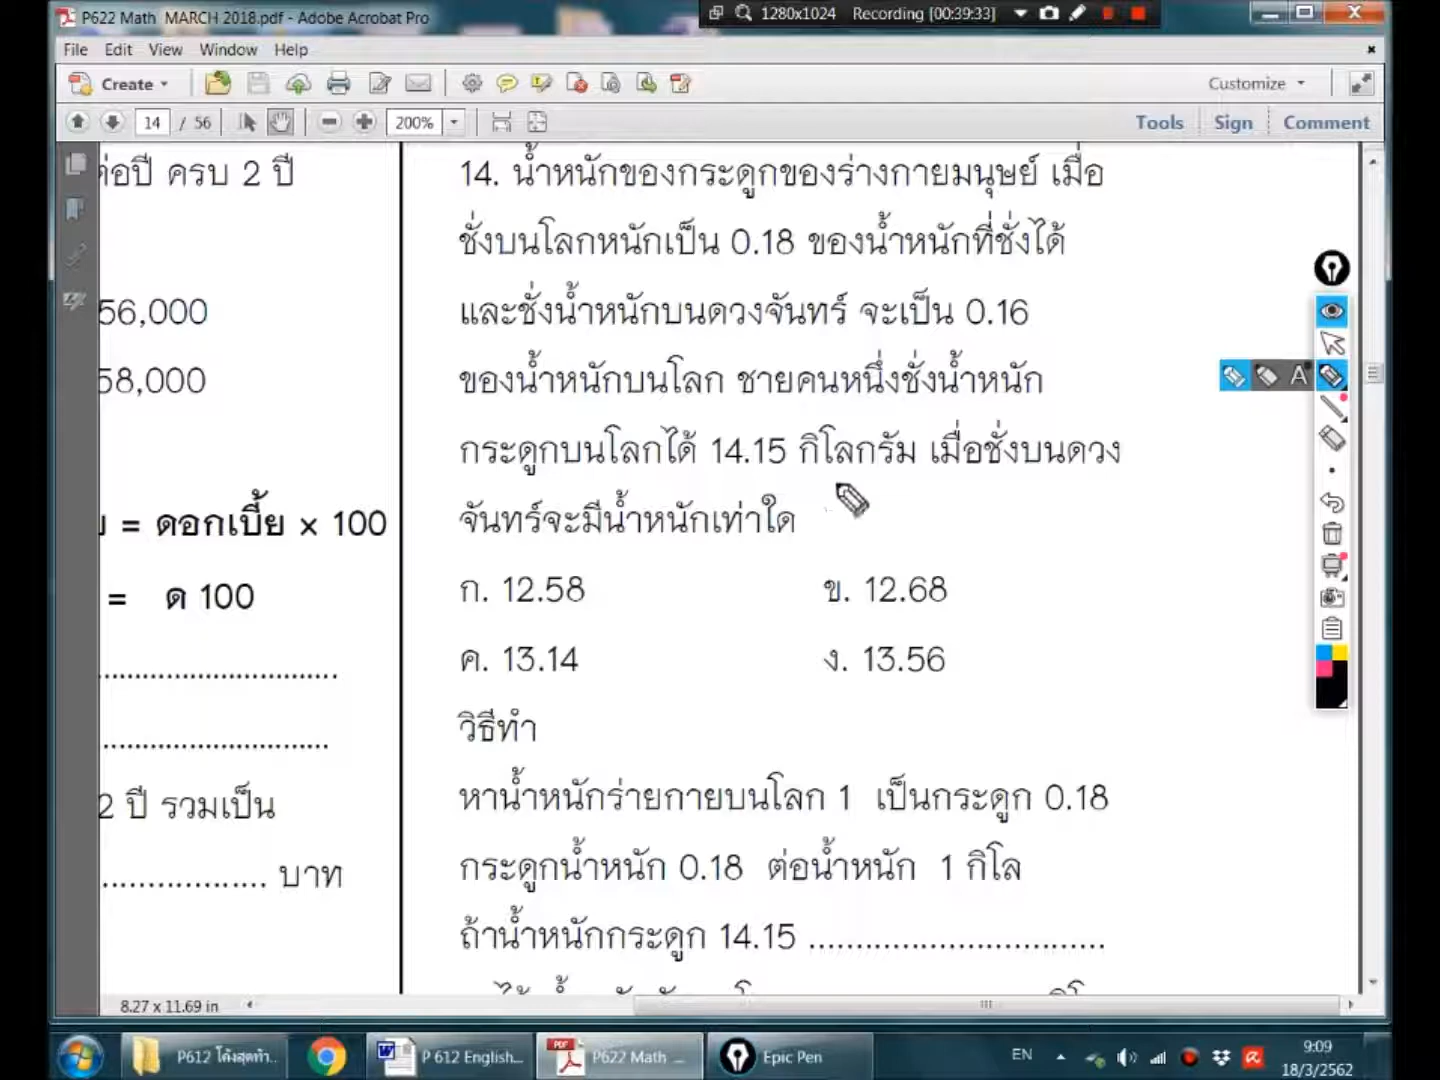 P622 Math MARCH 2018.pdf - Adobe Acrobat Pro
1280x1024 Recording [00:39:33]
File Edit View Window Help
Create Customize
14 / 56 200% Tools Sign Comment
ต่อปี ครบ 2 ปี
56,000
58,000
= ดอกเบี้ย × 100
= ด 100
..............................
..............................
2 ปี รวมเป็น
................... บาท
14. น้ำหนักของกระดูกของร่างกายมนุษย์ เมื่อ
ชั่งบนโลกหนักเป็น 0.18 ของน้ำหนักที่ชั่งได้
และชั่งน้ำหนักบนดวงจันทร์ จะเป็น 0.16
ของน้ำหนักบนโลก ชายคนหนึ่งชั่งน้ำหนัก
กระดูกบนโลกได้ 14.15 กิโลกรัม เมื่อชั่งบนดวง
จันทร์จะมีน้ำหนักเท่าใด
ก. 12.58 ข. 12.68
ค. 13.14 ง. 13.56
วิธีทำ
หาน้ำหนักร่ายกายบนโลก 1 เป็นกระดูก 0.18
กระดูกน้ำหนัก 0.18 ต่อน้ำหนัก 1 กิโล
ถ้าน้ำหนักกระดูก 14.15 ................................
A
8.27 x 11.69 in
P612 โค้งสุดท้า... P 612 English... P622 Math ... Epic Pen EN 9:09
18/3/2562